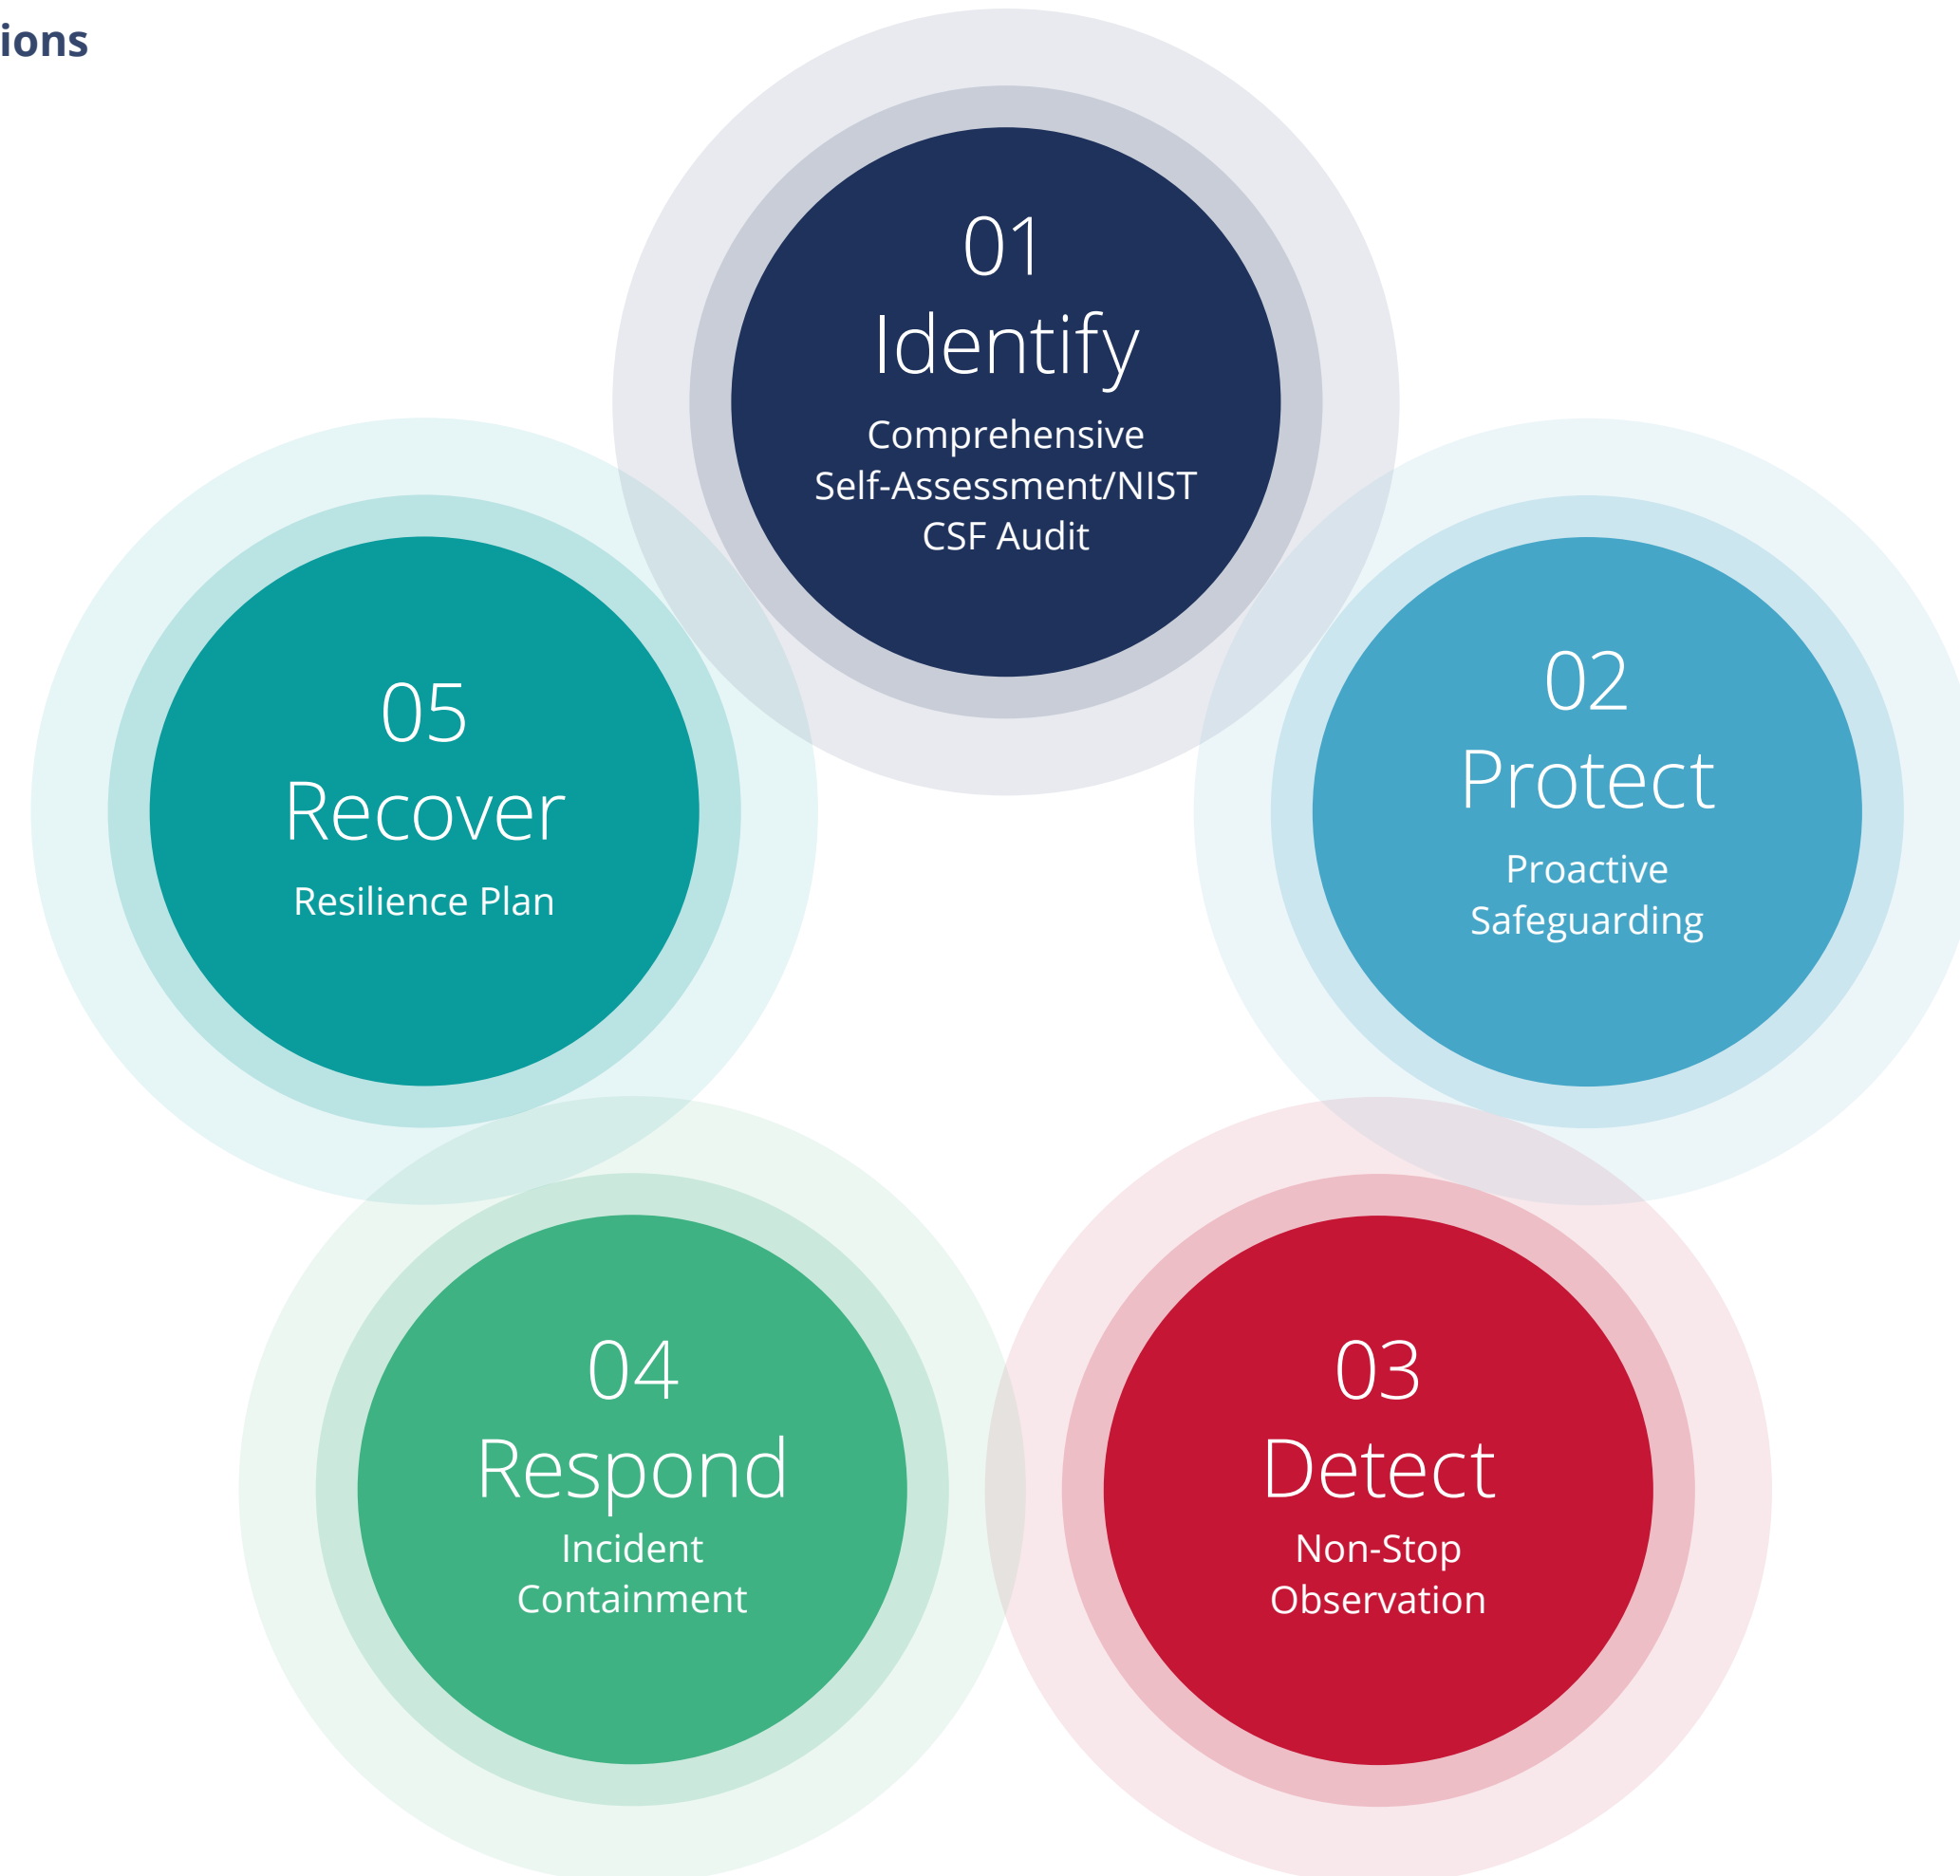 ions
01
Identify
Comprehensive
Self-Assessment/NIST
CSF Audit
02
Protect
Proactive
Safeguarding
03
Detect
Non-Stop
Observation
04
Respond
Incident
Containment
05
Recover
Resilience Plan